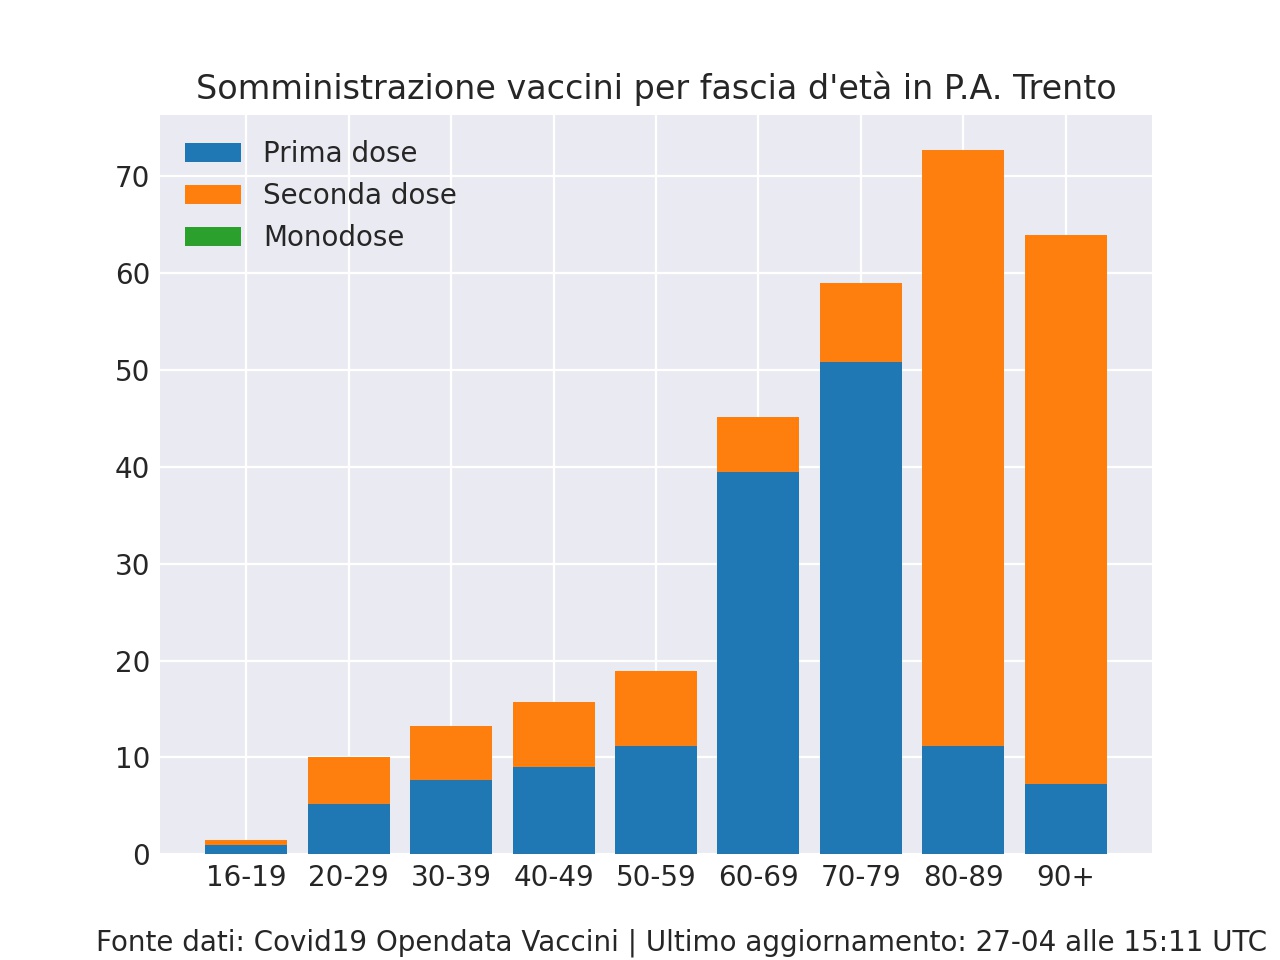 Somministrazione vaccini per fascia d'età in P.A. Trento
Prima dose
Seconda dose
Monodose
70
60
50
40
30
20
10
0
16-19 20-29 30-39 40-49 50-59 60-69 70-79 80-89 90+
Fonte dati: Covid19 Opendata Vaccini | Ultimo aggiornamento: 27-04 alle 15:11 UTC